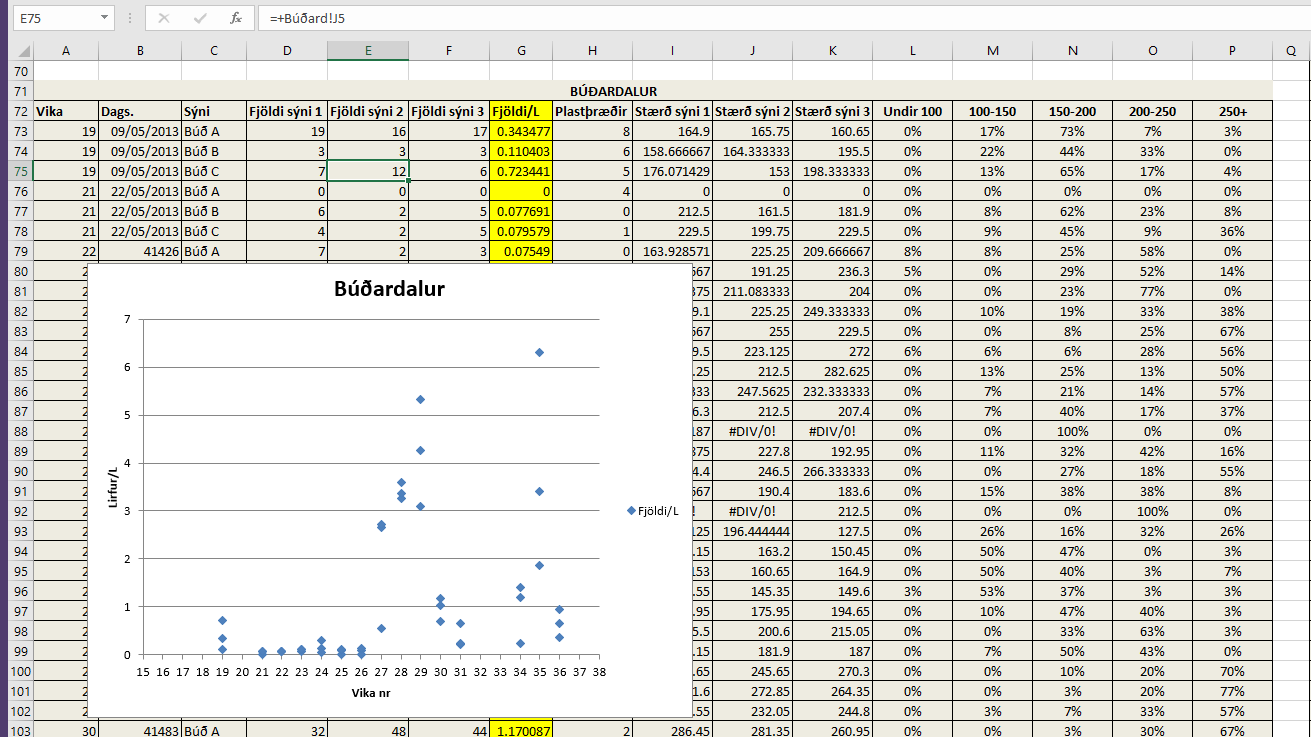 E75 fx =+Búðard!J5
A B C D E F G H I J K L M N O P Q
70
71 BÚÐARDALUR
72 Vika Dags. Sýni Fjöldi sýni 1 Fjöldi sýni 2 Fjöldi sýni 3 Fjöldi/L Plastþræðir Stærð sýni 1 Stærð sýni 2 Stærð sýni 3 Undir 100 100-150 150-200 200-250 250+
73 19 09/05/2013 Búð A 19 16 17 0.343477 8 164.9 165.75 160.65 0% 17% 73% 7% 3%
74 19 09/05/2013 Búð B 3 3 3 0.110403 6 158.666667 164.333333 195.5 0% 22% 44% 33% 0%
75 19 09/05/2013 Búð C 7 12 6 0.723441 5 176.071429 153 198.333333 0% 13% 65% 17% 4%
76 21 22/05/2013 Búð A 0 0 0 0 4 0 0 0 0% 0% 0% 0% 0%
77 21 22/05/2013 Búð B 6 2 5 0.077691 0 212.5 161.5 181.9 0% 8% 62% 23% 8%
78 21 22/05/2013 Búð C 4 2 5 0.079579 1 229.5 199.75 229.5 0% 9% 45% 9% 36%
79 22 41426 Búð A 7 2 3 0.07549 0 163.928571 225.25 209.666667 8% 8% 25% 58% 0%
80 2 667 191.25 236.3 5% 0% 29% 52% 14%
81 2 375 211.083333 204 0% 0% 23% 77% 0%
82 2 9.1 225.25 249.333333 0% 10% 19% 33% 38%
83 2 667 255 229.5 0% 0% 8% 25% 67%
84 2 9.5 223.125 272 6% 6% 6% 28% 56%
85 2 .25 212.5 282.625 0% 13% 25% 13% 50%
86 2 333 247.5625 232.333333 0% 7% 21% 14% 57%
87 2 6.3 212.5 207.4 0% 7% 40% 17% 37%
88 2 187 #DIV/0! #DIV/0! 0% 0% 100% 0% 0%
89 2 375 227.8 192.95 0% 11% 32% 42% 16%
90 2 4.4 246.5 266.333333 0% 0% 27% 18% 55%
91 2 667 190.4 183.6 0% 15% 38% 38% 8%
92 2 ! #DIV/0! 212.5 0% 0% 0% 100% 0%
93 2 125 196.444444 127.5 0% 26% 16% 32% 26%
94 2 .15 163.2 150.45 0% 50% 47% 0% 3%
95 2 153 160.65 164.9 0% 50% 40% 3% 7%
96 2 .55 145.35 149.6 3% 53% 37% 3% 3%
97 2 .95 175.95 194.65 0% 10% 47% 40% 3%
98 2 5.5 200.6 215.05 0% 0% 33% 63% 3%
99 2 .15 181.9 187 0% 7% 50% 43% 0%
100 2 .65 245.65 270.3 0% 0% 10% 20% 70%
101 2 1.6 272.85 264.35 0% 0% 3% 20% 77%
102 2 .55 232.05 244.8 0% 3% 7% 33% 57%
103 30 41483 Búð A 32 48 44 1.170087 2 286.45 281.35 260.95 0% 0% 3% 30% 67%
Búðardalur
7
6
5
4
3
2
1
0
Lirfur/L
15 16 17 18 19 20 21 22 23 24 25 26 27 28 29 30 31 32 33 34 35 36 37 38
Vika nr
Fjöldi/L